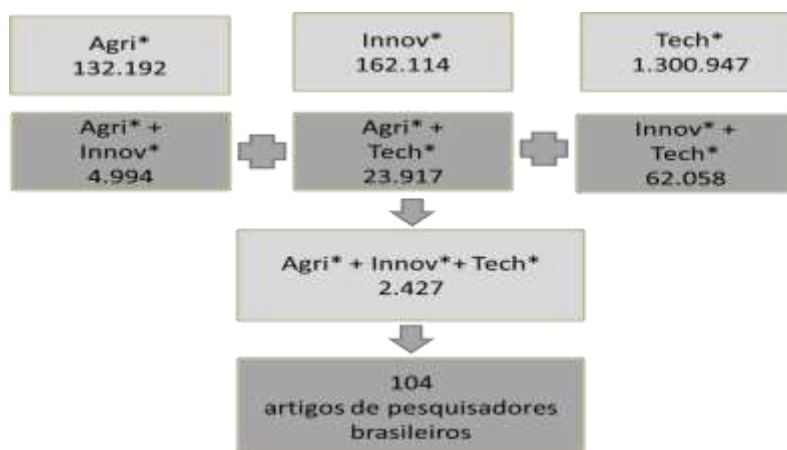 Agri*
132.192
Innov*
162.114
Tech*
1.300.947
Agri* +
Innov*
4.994
Agri* +
Tech*
23.917
Innov* +
Tech*
62.058
Agri* + Innov*+ Tech*
2.427
104
artigos de pesquisadores
brasileiros